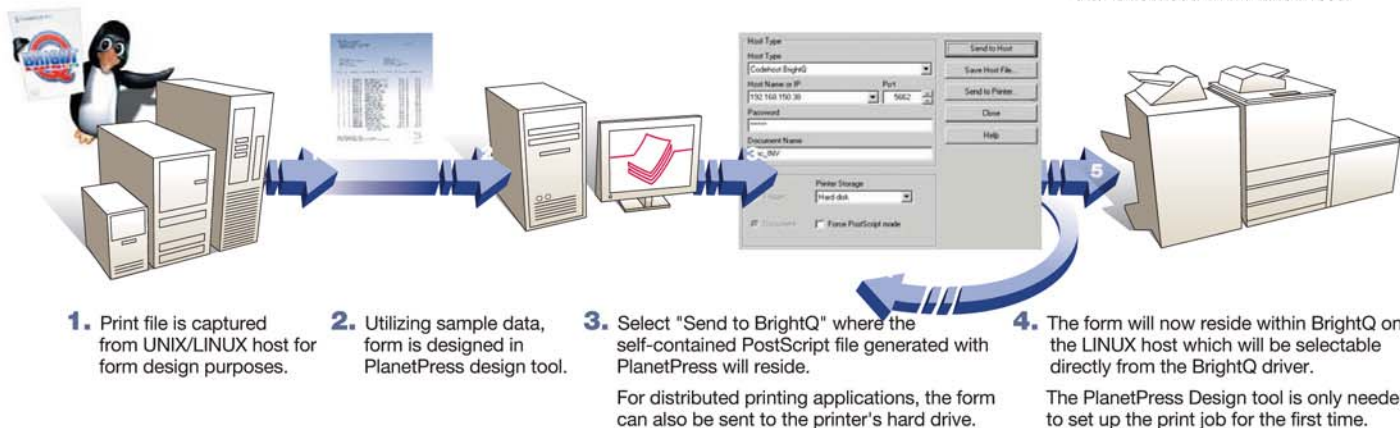 BRIGHT
Q
Host Type
Host Type
Codehost BrightQ
Host Name or IP
Port
192.168.150.38
5662
Password
Document Name
Printer Storage
Hard disk
Force PostScript mode
Send to Host
Save Host File...
Send to Printer...
Close
Help
2
3
5
1. Print file is captured
from UNIX/LINUX host for
form design purposes.
2. Utilizing sample data,
form is designed in
PlanetPress design tool.
3. Select "Send to BrightQ" where the
self-contained PostScript file generated with
PlanetPress will reside.
For distributed printing applications, the form
can also be sent to the printer's hard drive.
4. The form will now reside within BrightQ on
the LINUX host which will be selectable
directly from the BrightQ driver.
The PlanetPress Design tool is only neede
to set up the print job for the first time.